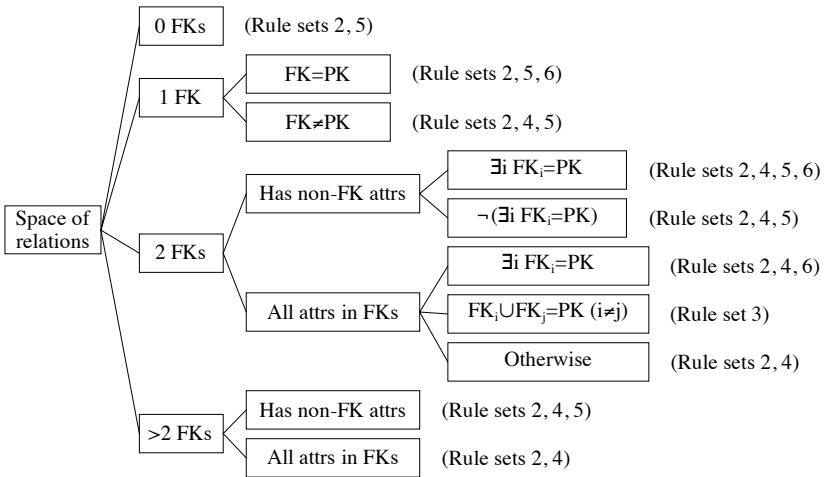 0 FKs (Rule sets 2, 5)
FK=PK (Rule sets 2, 5, 6)
1 FK
FK≠PK (Rule sets 2, 4, 5)
∃i FKi=PK (Rule sets 2, 4, 5, 6)
Has non-FK attrs
¬(∃i FKi=PK) (Rule sets 2, 4, 5)
Space of
relations
2 FKs
∃i FKi=PK (Rule sets 2, 4, 6)
All attrs in FKs
FKi∪FKj=PK (i≠j) (Rule set 3)
Otherwise (Rule sets 2, 4)
Has non-FK attrs (Rule sets 2, 4, 5)
>2 FKs
All attrs in FKs (Rule sets 2, 4)